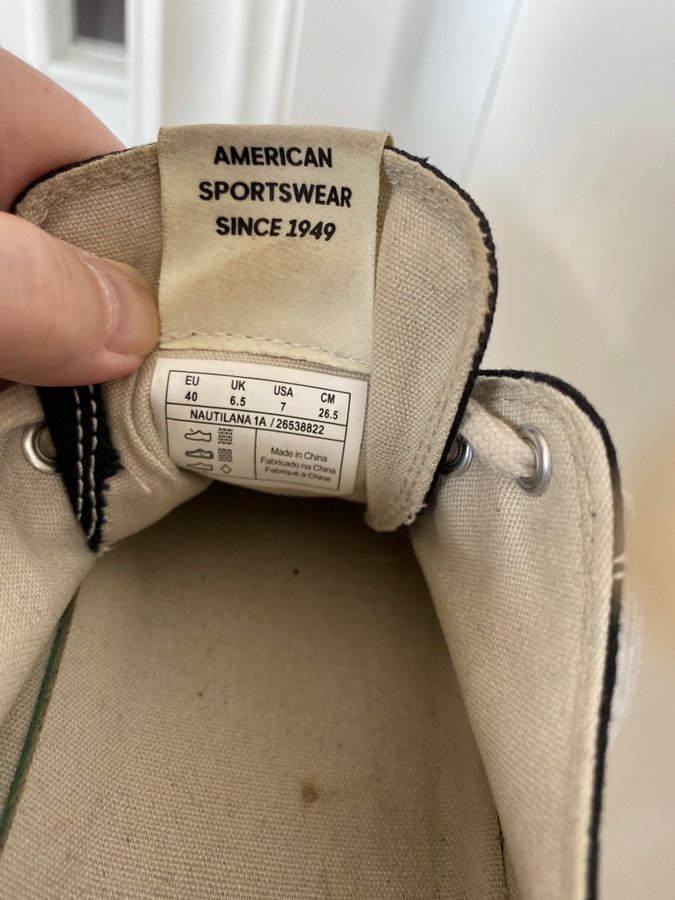 AMERICAN
SPORTSWEAR
SINCE 1949
EU UK USA CM
40 6.5 7 26.5
NAUTILANA 1A / 26538822
Made in China
Fabricado na China
Fabriqué à Chine